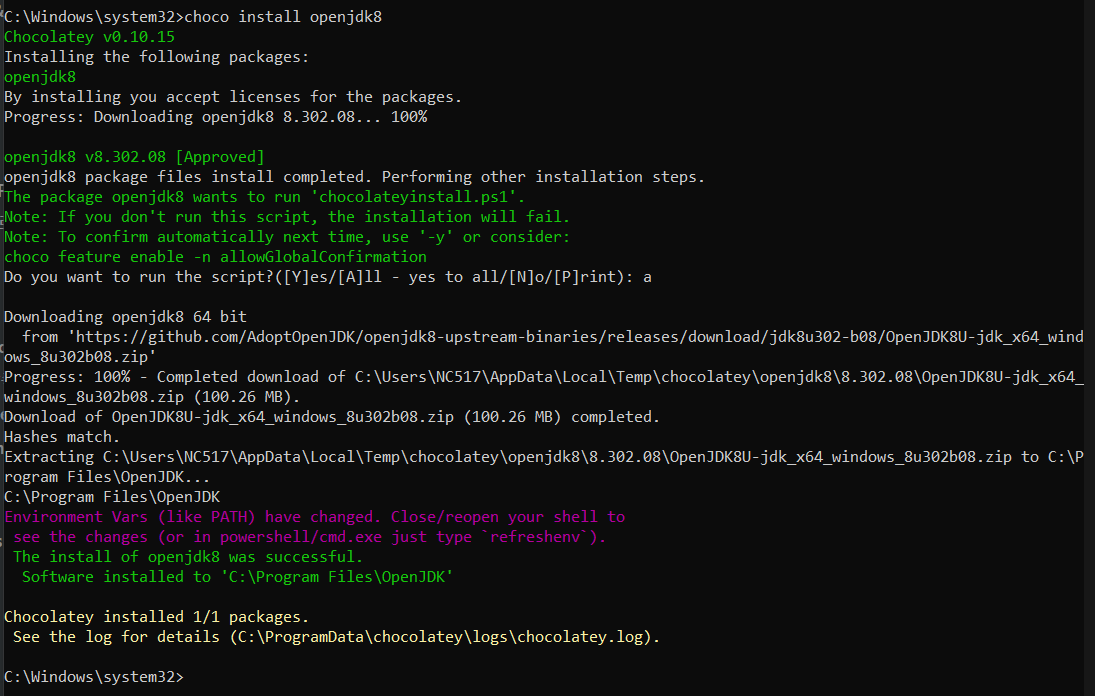 C:\Windows\system32>choco install openjdk8
Chocolatey v0.10.15
Installing the following packages:
openjdk8
By installing you accept licenses for the packages.
Progress: Downloading openjdk8 8.302.08... 100%
openjdk8 v8.302.08 [Approved]
openjdk8 package files install completed. Performing other installation steps.
The package openjdk8 wants to run 'chocolateyinstall.ps1'.
Note: If you don't run this script, the installation will fail.
Note: To confirm automatically next time, use '-y' or consider:
choco feature enable -n allowGlobalConfirmation
Do you want to run the script?([Y]es/[A]ll - yes to all/[N]o/[P]rint): a
Downloading openjdk8 64 bit
  from 'https://github.com/AdoptOpenJDK/openjdk8-upstream-binaries/releases/download/jdk8u302-b08/OpenJDK8U-jdk_x64_wind
ows_8u302b08.zip'
Progress: 100% - Completed download of C:\Users\NC517\AppData\Local\Temp\chocolatey\openjdk8\8.302.08\OpenJDK8U-jdk_x64_
windows_8u302b08.zip (100.26 MB).
Download of OpenJDK8U-jdk_x64_windows_8u302b08.zip (100.26 MB) completed.
Hashes match.
Extracting C:\Users\NC517\AppData\Local\Temp\chocolatey\openjdk8\8.302.08\OpenJDK8U-jdk_x64_windows_8u302b08.zip to C:\P
rogram Files\OpenJDK...
C:\Program Files\OpenJDK
Environment Vars (like PATH) have changed. Close/reopen your shell to
 see the changes (or in powershell/cmd.exe just type `refreshenv`).
 The install of openjdk8 was successful.
  Software installed to 'C:\Program Files\OpenJDK'
Chocolatey installed 1/1 packages.
 See the log for details (C:\ProgramData\chocolatey\logs\chocolatey.log).
C:\Windows\system32>